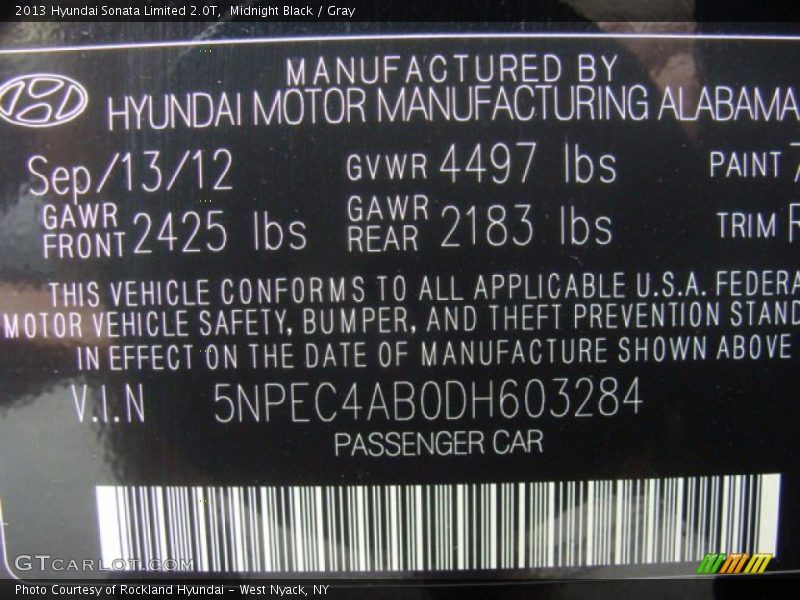 2013 Hyundai Sonata Limited 2.0T, Midnight Black / Gray
MANUFACTURED BY
HYUNDAI MOTOR MANUFACTURING ALABAMA
Sep/13/12 GVWR 4497 lbs PAINT
GAWR FRONT 2425 lbs GAWR REAR 2183 lbs TRIM
THIS VEHICLE CONFORMS TO ALL APPLICABLE U.S.A. FEDERA
MOTOR VEHICLE SAFETY, BUMPER, AND THEFT PREVENTION STAND
IN EFFECT ON THE DATE OF MANUFACTURE SHOWN ABOVE
V.I.N 5NPEC4AB0DH603284
PASSENGER CAR
GTCARLOT.COM
Photo Courtesy of Rockland Hyundai - West Nyack, NY